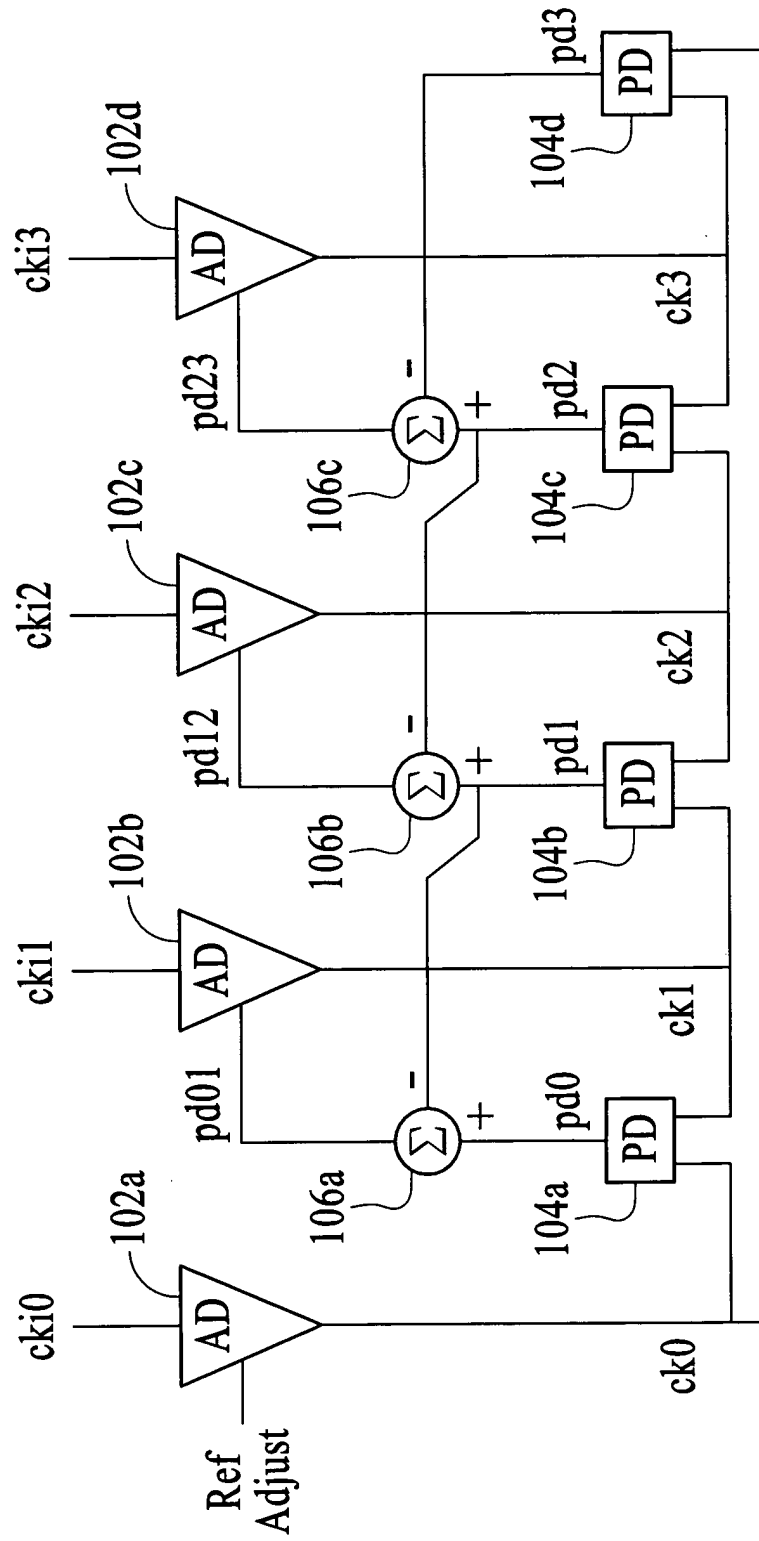 cki0
cki1
cki2
cki3
102a
102b
102c
102d
AD
AD
AD
AD
Ref
Adjust
pd01
pd12
pd23
106a
106b
106c
Σ
Σ
Σ
-
-
-
+
+
+
pd0
pd1
pd2
pd3
104a
104b
104c
104d
PD
PD
PD
PD
ck0
ck1
ck2
ck3